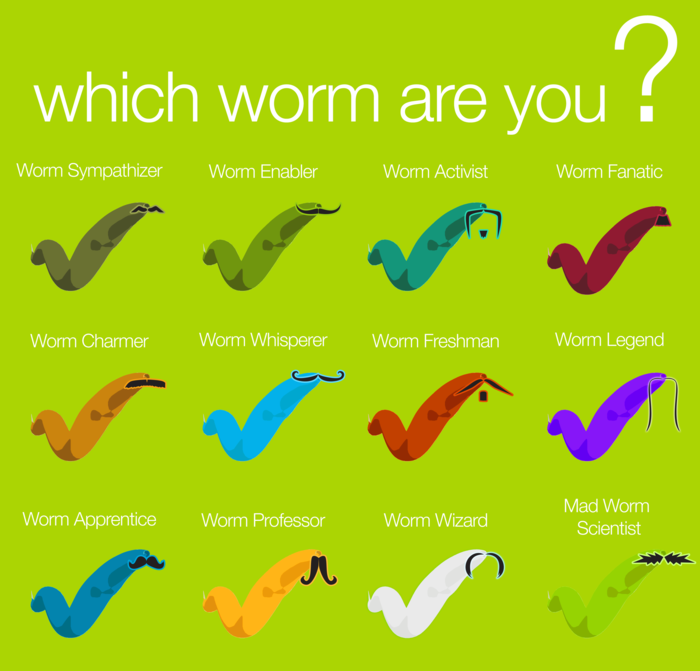 which worm are you?
Worm Sympathizer
Worm Enabler
Worm Activist
Worm Fanatic
Worm Charmer
Worm Whisperer
Worm Freshman
Worm Legend
Worm Apprentice
Worm Professor
Worm Wizard
Mad Worm
Scientist